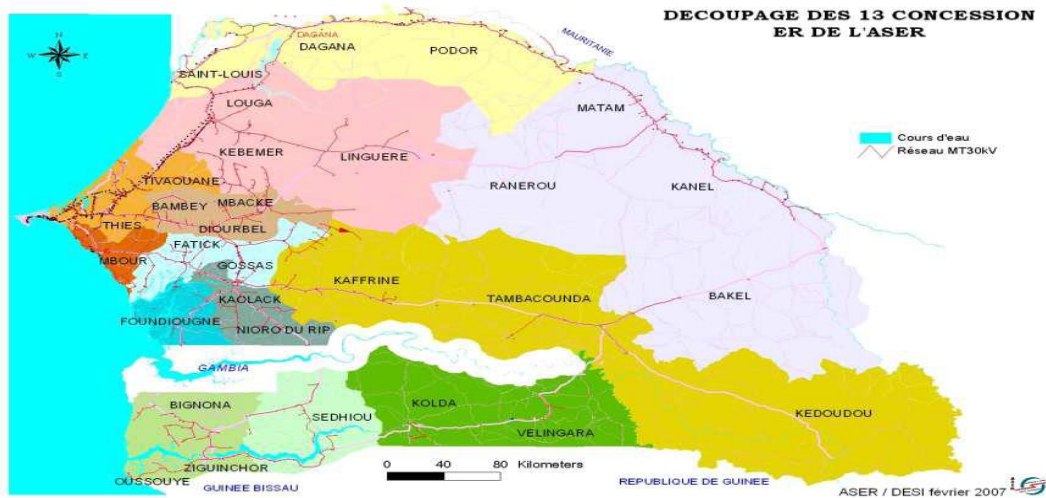 DECOUPAGE DES 13 CONCESSION
ER DE L'ASER
N
W
E
S
DAGANA
DAGANA
PODOR
MAURITANIE
SAINT-LOUIS
LOUGA
MATAM
Cours d'eau
Réseau MT30kV
KEBEMER
LINGUERE
TIVAOUANE
RANEROU
KANEL
BAMBEY
MBACKE
THIES
DIOURBEL
FATICK
MBOUR
GOSSAS
KAFFRINE
KAOLACK
TAMBACOUNDA
BAKEL
FOUNDIOUGNE
NIORO DU RIP
GAMBIA
BIGNONA
SEDHIOU
KOLDA
KEDOUDOU
VELINGARA
ZIGUINCHOR
0 40 80 Kilometers
OUSSOUYE
GUINEE BISSAU
REPUBLIQUE DE GUINEE
ASER / DESI février 2007